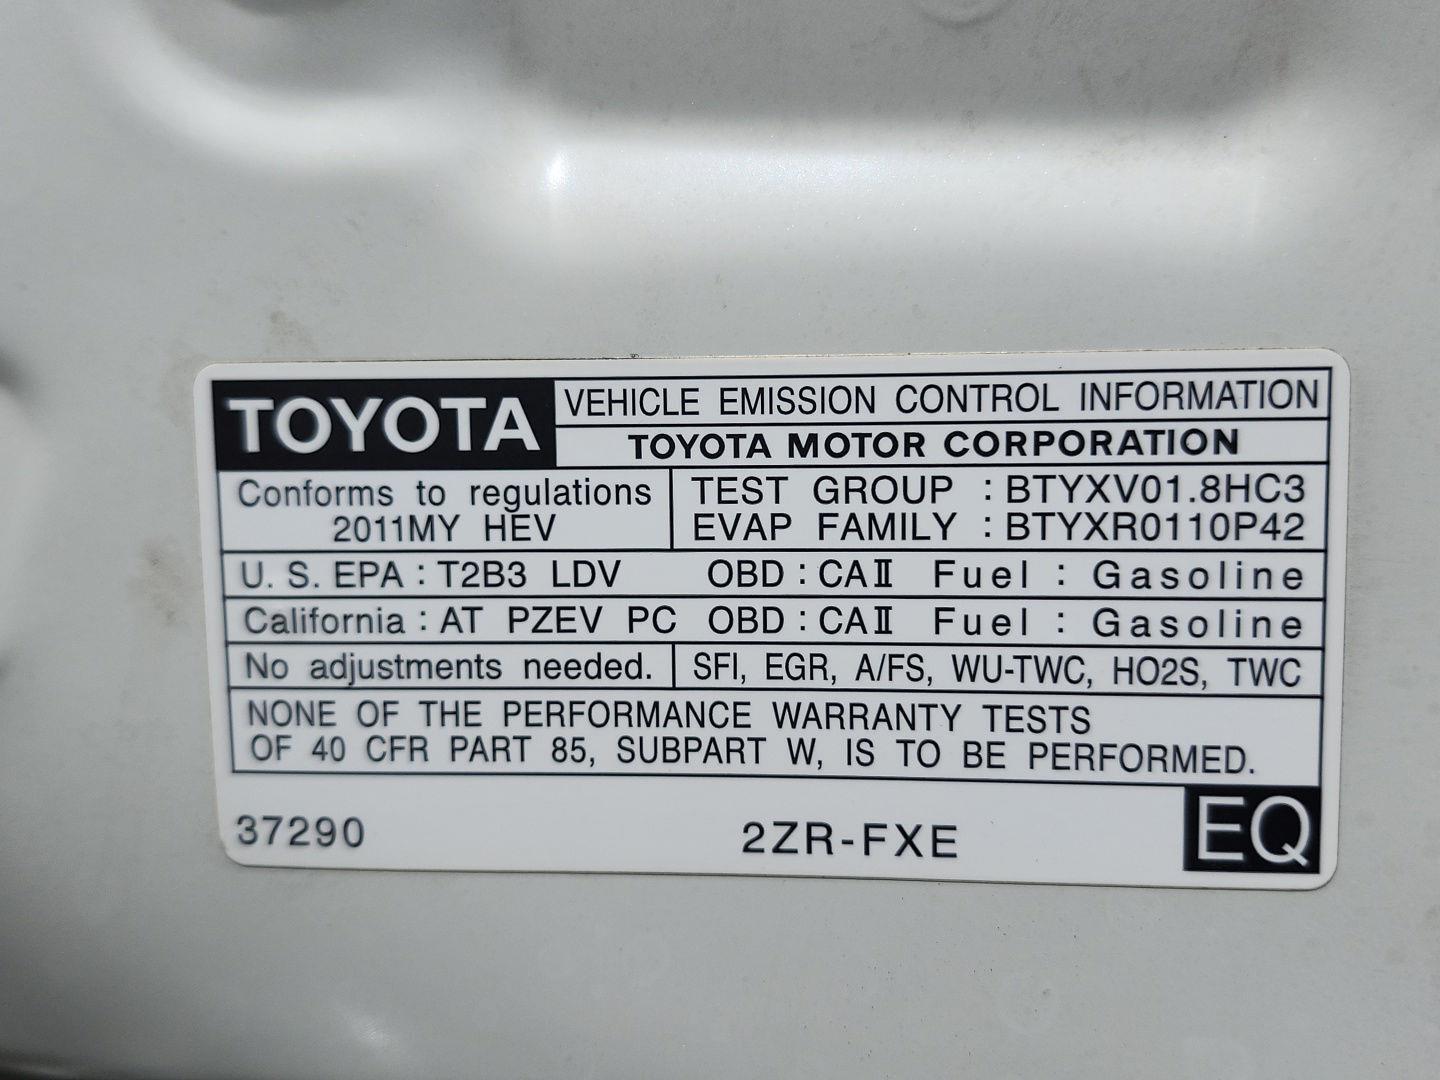 TOYOTA VEHICLE EMISSION CONTROL INFORMATION
TOYOTA MOTOR CORPORATION
Conforms to regulations
2011MY HEV
TEST GROUP : BTYXV01.8HC3
EVAP FAMILY : BTYXR0110P42
U. S. EPA : T2B3 LDV OBD : CAⅡ Fuel : Gasoline
California : AT PZEV PC OBD : CAⅡ Fuel : Gasoline
No adjustments needed. SFI, EGR, A/FS, WU-TWC, HO2S, TWC
NONE OF THE PERFORMANCE WARRANTY TESTS
OF 40 CFR PART 85, SUBPART W, IS TO BE PERFORMED.
37290 2ZR-FXE EQ